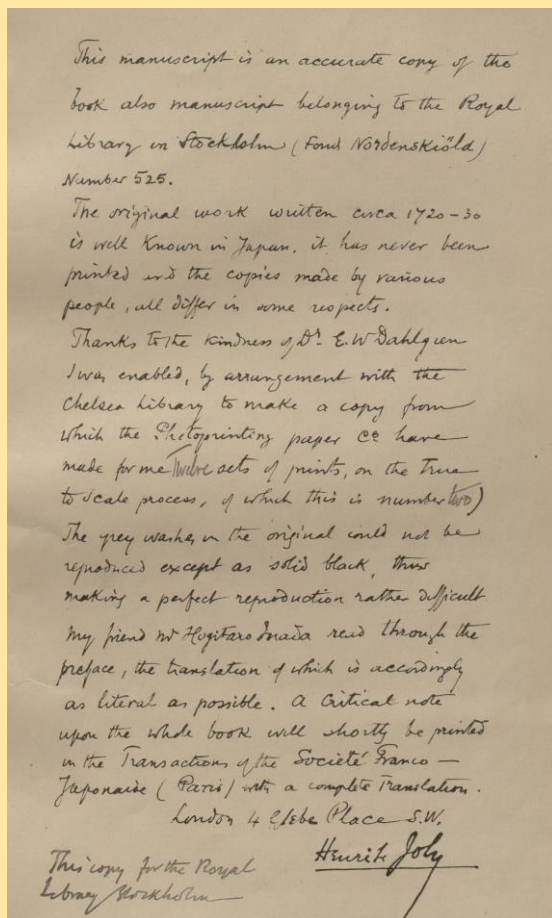 This manuscript is an accurate copy of the
book also manuscript belonging to the Royal
Library in Stockholm (Fond Nordenskiöld)
Number 525.
The original work written circa 1720-30
is well Known in Japan, it has never been
printed and the copies made by various
people, all differ in some respects.
Thanks to the Kindness of Dr. E. W Dahlgren
I was enabled, by arrangement with the
Chelsea Library to make a copy from
which the Photoprinting paper Co have
made for me Twelve sets of prints, on the True
to Scale process, of which this is number two)
The grey washes in the original could not be
reproduced except as solid black, thus
making a perfect reproduction rather difficult
My friend Mr Hogitaro Inada read through the
preface, the translation of which is accordingly
as literal as possible. A Critical note
upon the whole book will shortly be printed
in the Transactions of the Société Franco-
Japonaise (Paris) with a complete Translation.
London 4 Glebe Place S.W.
Henri L Joly
This copy for the Royal
Library Stockholm